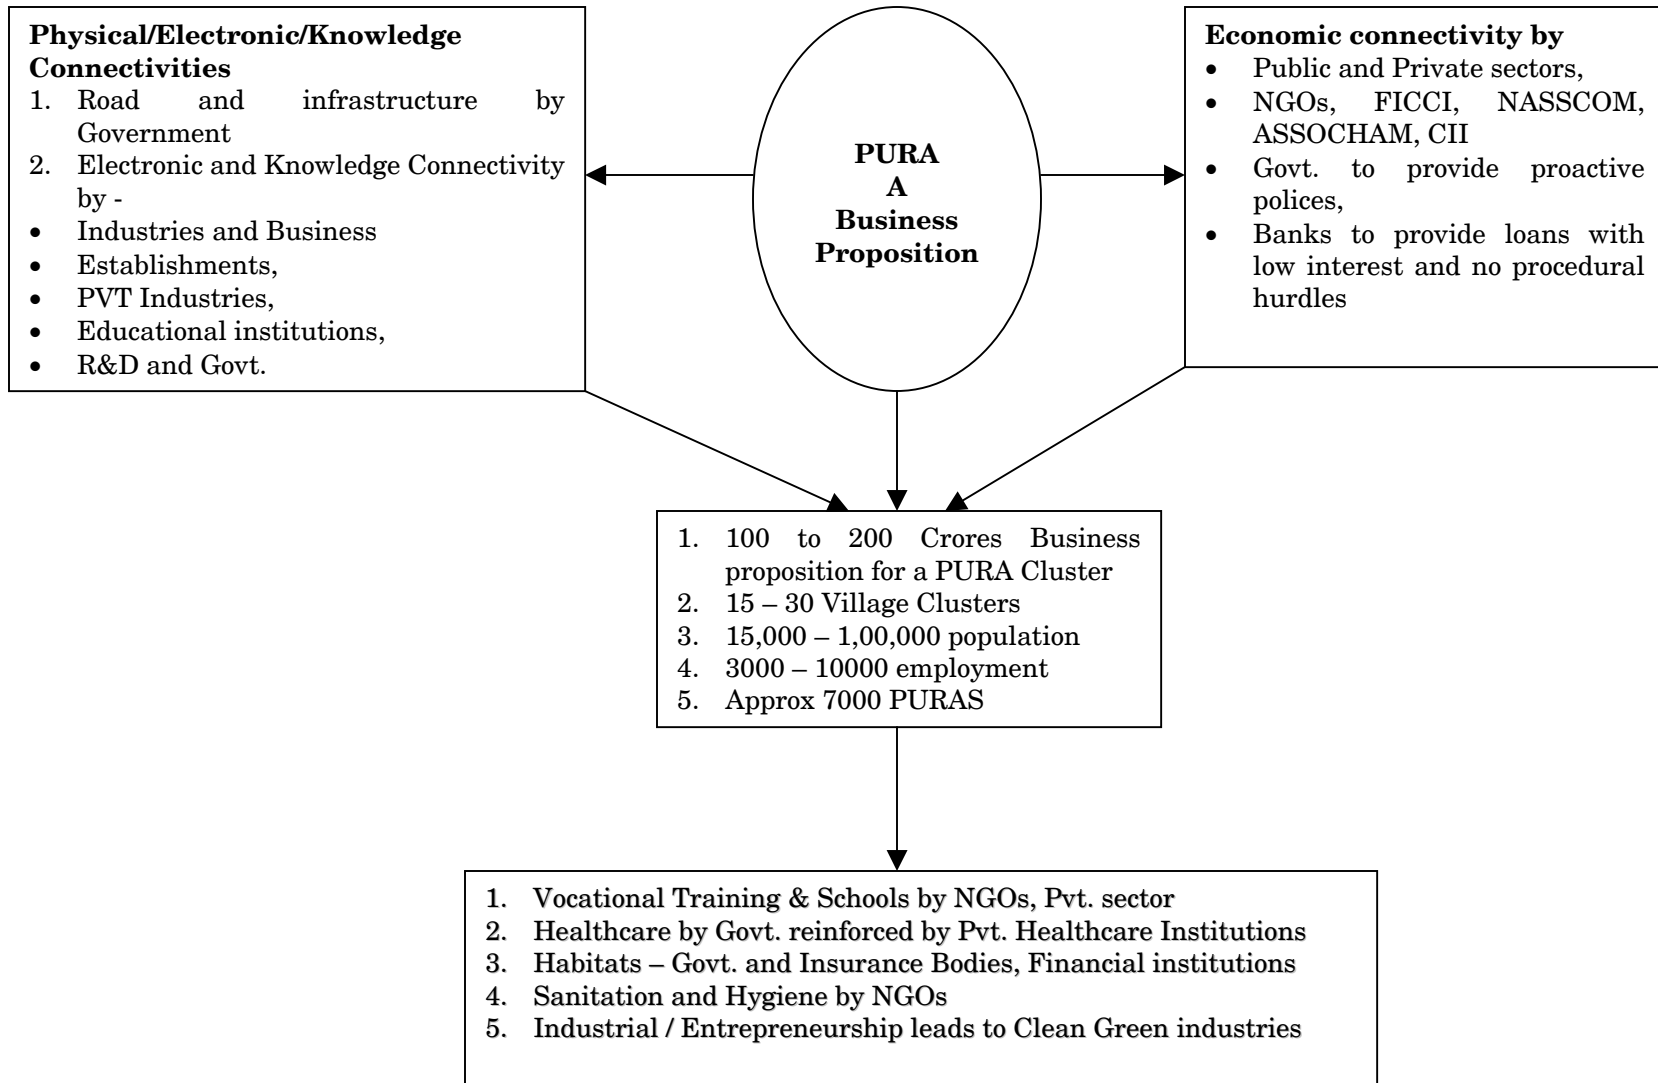 Physical/Electronic/Knowledge
Connectivities
1. Road and infrastructure by
Government
2. Electronic and Knowledge Connectivity
by -
• Industries and Business
• Establishments,
• PVT Industries,
• Educational institutions,
• R&D and Govt.
PURA
A
Business
Proposition
Economic connectivity by
• Public and Private sectors,
• NGOs, FICCI, NASSCOM,
ASSOCHAM, CII
• Govt. to provide proactive
polices,
• Banks to provide loans with
low interest and no procedural
hurdles
1. 100 to 200 Crores Business
proposition for a PURA Cluster
2. 15 – 30 Village Clusters
3. 15,000 – 1,00,000 population
4. 3000 – 10000 employment
5. Approx 7000 PURAS
1. Vocational Training & Schools by NGOs, Pvt. sector
2. Healthcare by Govt. reinforced by Pvt. Healthcare Institutions
3. Habitats – Govt. and Insurance Bodies, Financial institutions
4. Sanitation and Hygiene by NGOs
5. Industrial / Entrepreneurship leads to Clean Green industries